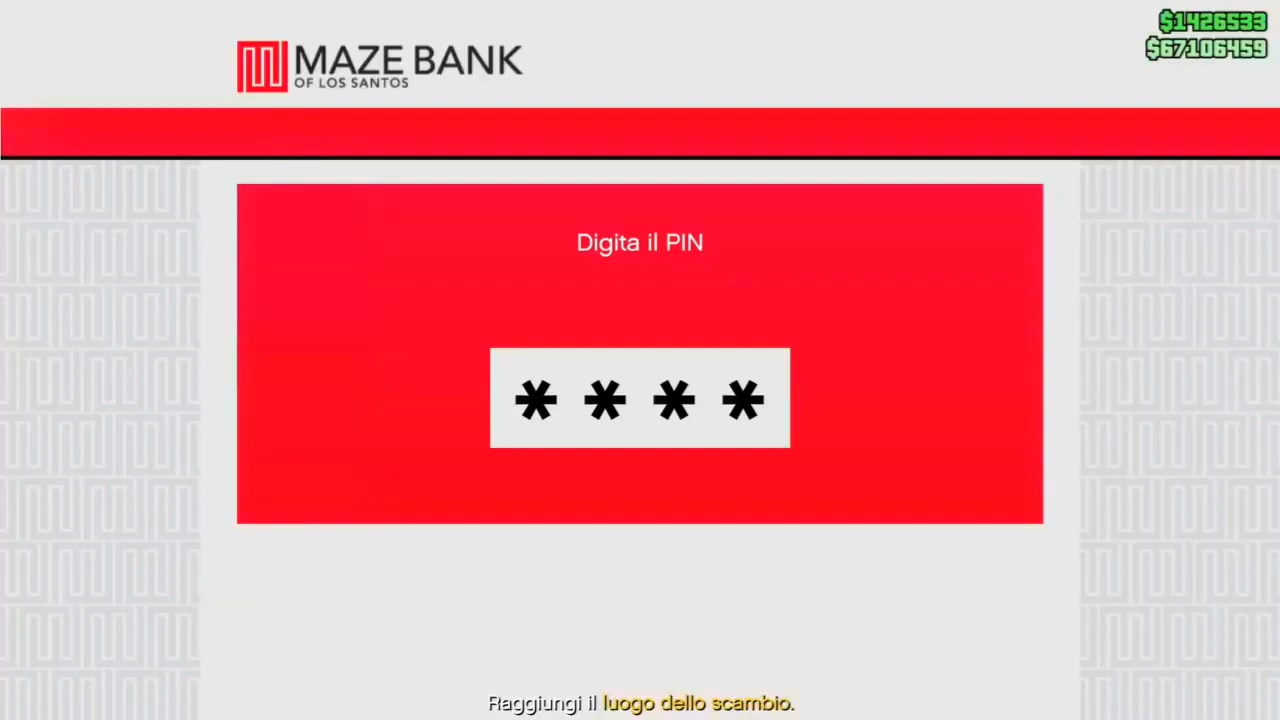 $1426533
$67106459
MAZE BANK
OF LOS SANTOS
Digita il PIN
* * * *
Raggiungi il luogo dello scambio.